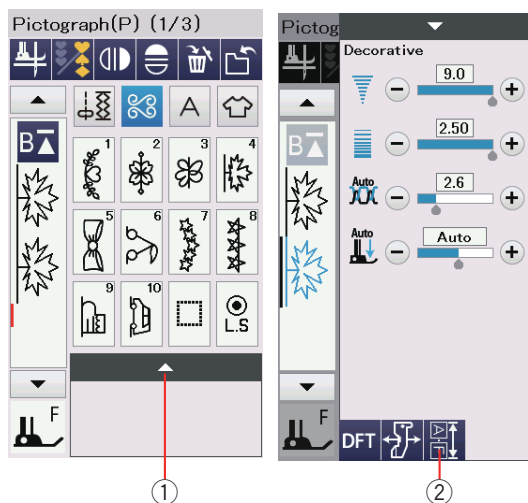 Pictograph(P) (1/3)
B
A
1 2 3 4
5 6 7 8
9 10
L.S
F
①
Pictog
Decorative
B
9.0
2.50
Auto
2.6
Auto
Auto
F
DFT
A
L
②